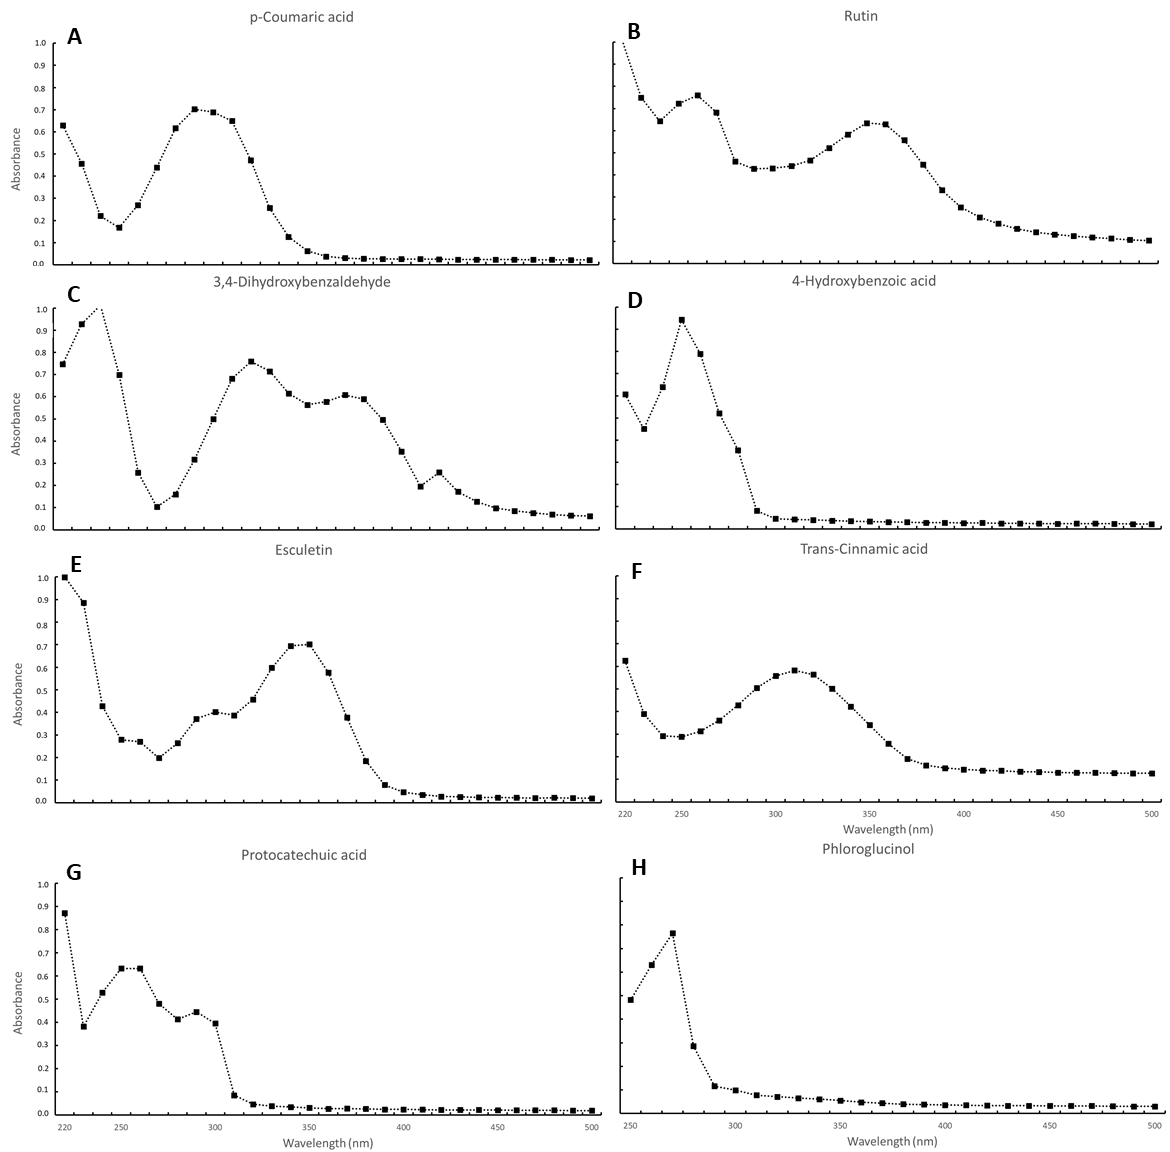 p-Coumaric acid
Rutin
A
B
1.0
0.9
0.8
0.7
0.6
0.5
0.4
0.3
0.2
0.1
0.0
Absorbance
3,4-Dihydroxybenzaldehyde
4-Hydroxybenzoic acid
C
D
1.0
0.9
0.8
0.7
0.6
0.5
0.4
0.3
0.2
0.1
0.0
Absorbance
Esculetin
Trans-Cinnamic acid
E
F
1.0
0.9
0.8
0.7
0.6
0.5
0.4
0.3
0.2
0.1
0.0
Absorbance
220 250 300 350 400 450 500
Wavelength (nm)
Protocatechuic acid
Phloroglucinol
G
H
1.0
0.9
0.8
0.7
0.6
0.5
0.4
0.3
0.2
0.1
0.0
Absorbance
220 250 300 350 400 450 500
Wavelength (nm)
250 300 350 400 450 500
Wavelength (nm)